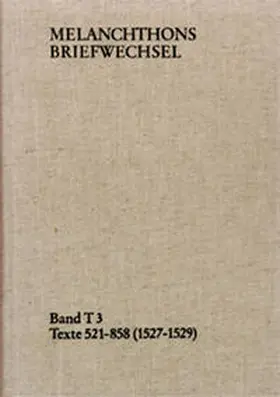 MELANCHTHONS
BRIEFWECHSEL
Band T 3
Texte 521-858 (1527-1529)